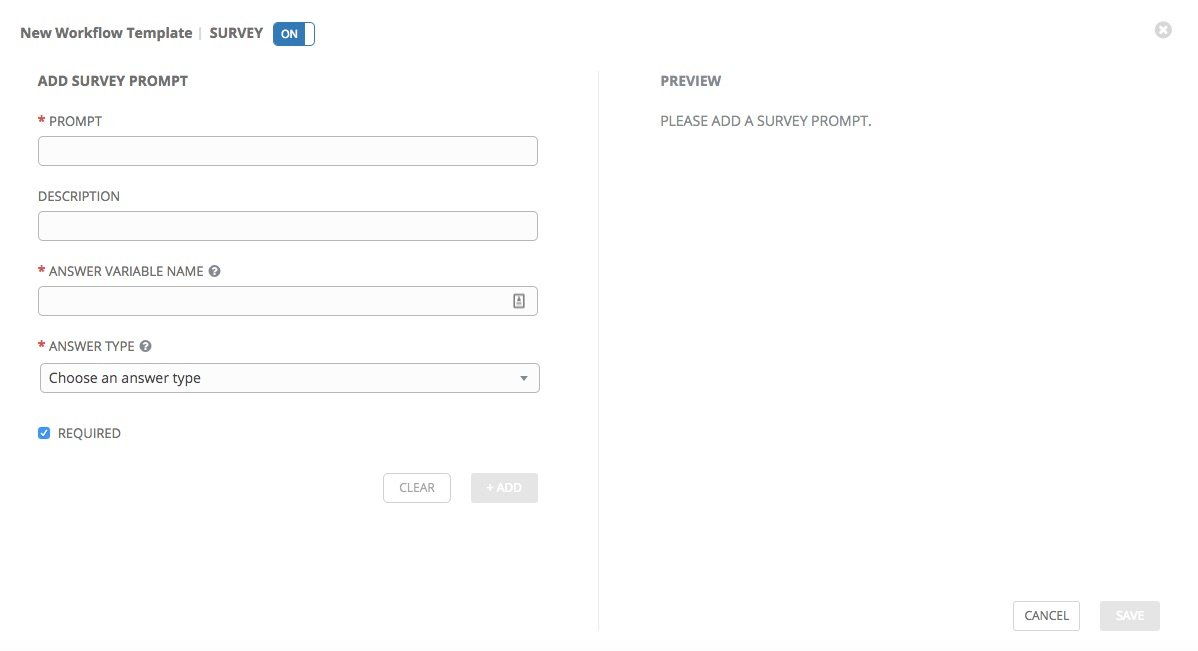 New Workflow Template | SURVEY ON
ADD SURVEY PROMPT
* PROMPT
DESCRIPTION
* ANSWER VARIABLE NAME ?
* ANSWER TYPE ?
Choose an answer type
REQUIRED
CLEAR + ADD
PREVIEW
PLEASE ADD A SURVEY PROMPT.
CANCEL SAVE